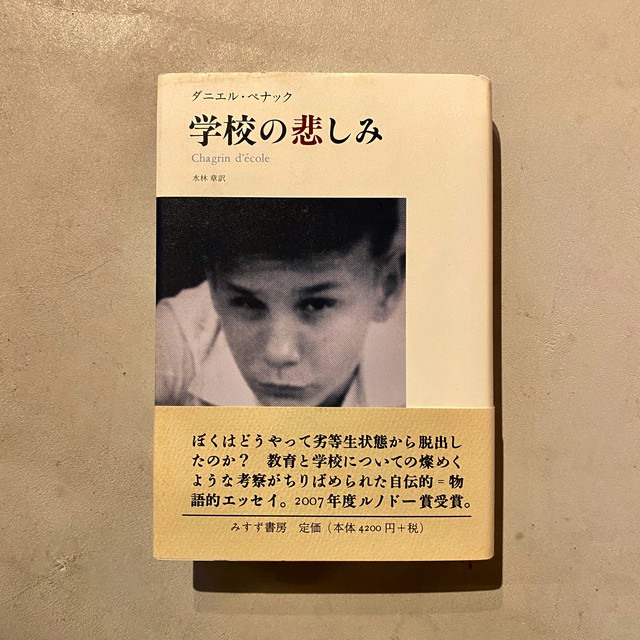 ダニエル・ペナック
学校の悲しみ
Chagrin d'école
水林 章訳
ぼくはどうやって劣等生状態から脱出し
たのか？　教育と学校についての燦めく
ような考察がちりばめられた自伝的＝物
語的エッセイ。2007年度ルノドー賞受賞。
みすず書房　定価（本体4200円＋税）